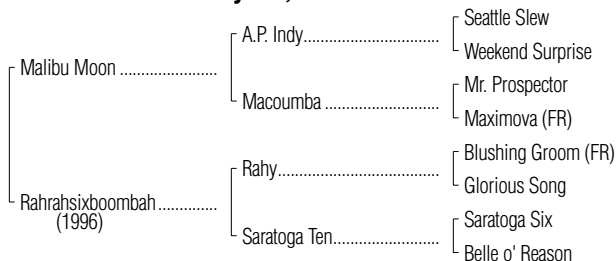 Seattle Slew
A.P. Indy
Weekend Surprise
Malibu Moon
Mr. Prospector
Macoumba
Maximova (FR)
Blushing Groom (FR)
Rahy
Glorious Song
Rahrahsixboombah
(1996)
Saratoga Six
Saratoga Ten
Belle o' Reason